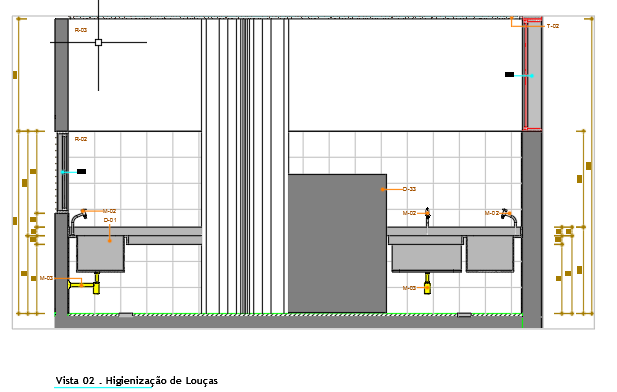 R-03
T-02
R-02
D-33
M-02
M-02
M-02
D-01
M-03
M-03
Vista 02 . Higienização de Louças